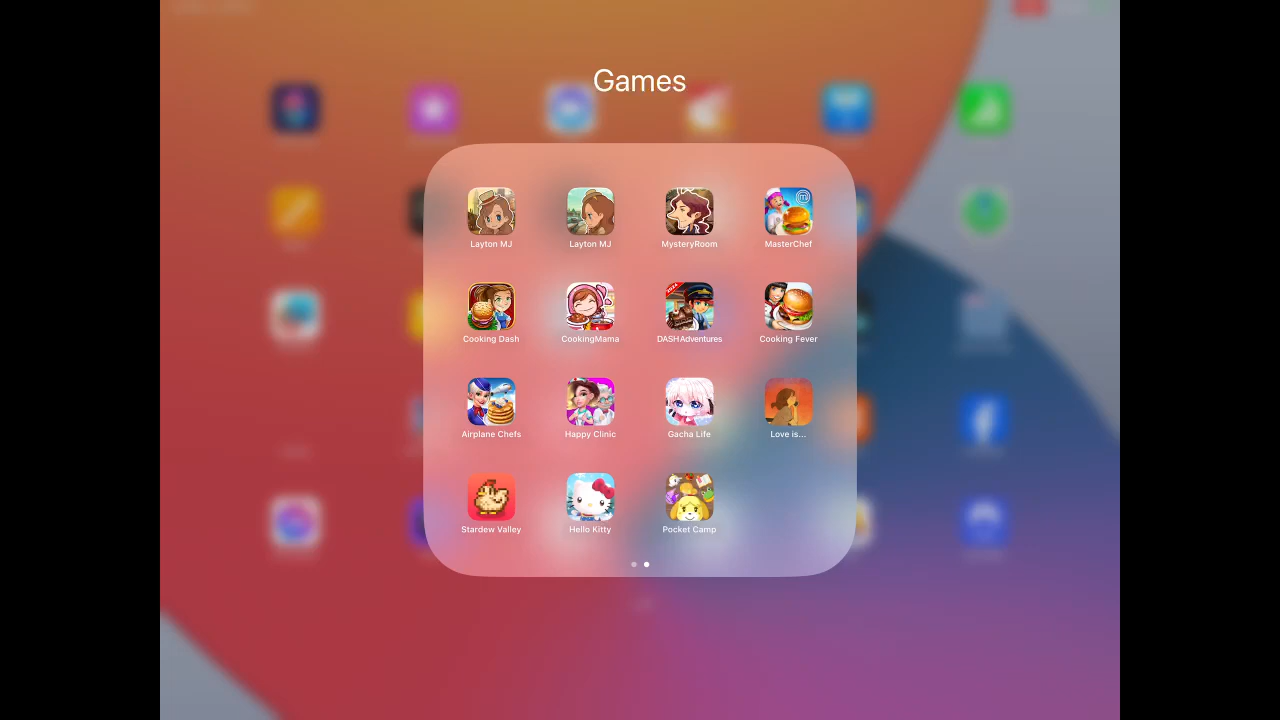 Games
Layton MJ
Layton MJ
MysteryRoom
MasterChef
Cooking Dash
CookingMama
DASHAdventures
Cooking Fever
Airplane Chefs
Happy Clinic
Gacha Life
Love is...
Stardew Valley
Hello Kitty
Pocket Camp